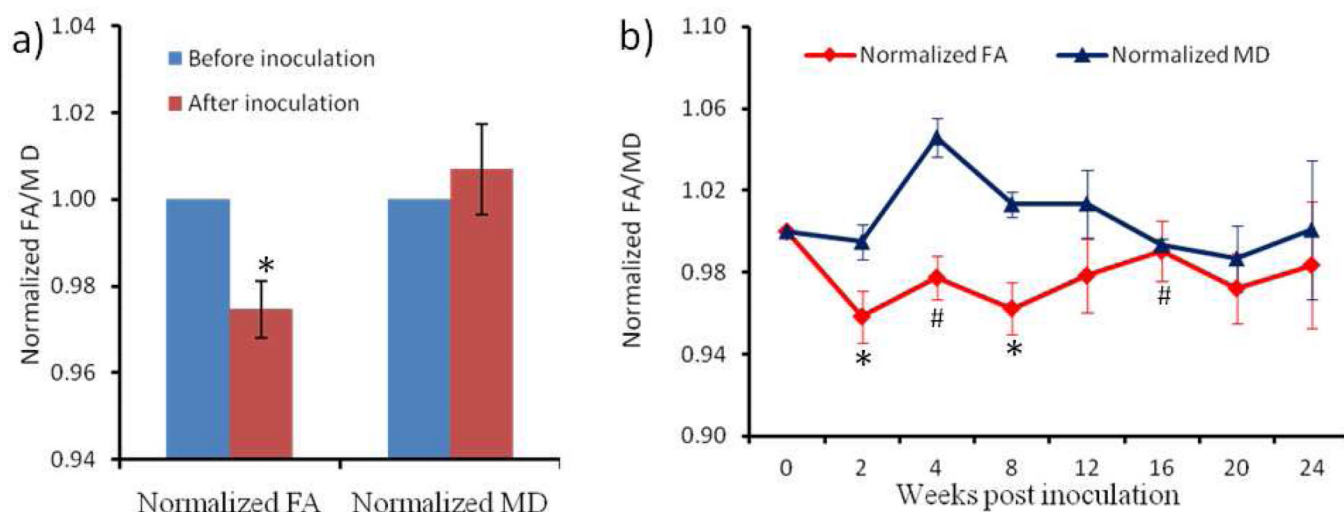 a)
Normalized FA/M D
1.04
1.02
1.00
0.98
0.96
0.94
Before inoculation
After inoculation
*
Normalized FA Normalized MD
b)
Normalized FA/MD
1.10
1.06
1.02
0.98
0.94
0.90
Normalized FA Normalized MD
* # * #
0 2 4 8 12 16 20 24
Weeks post inoculation